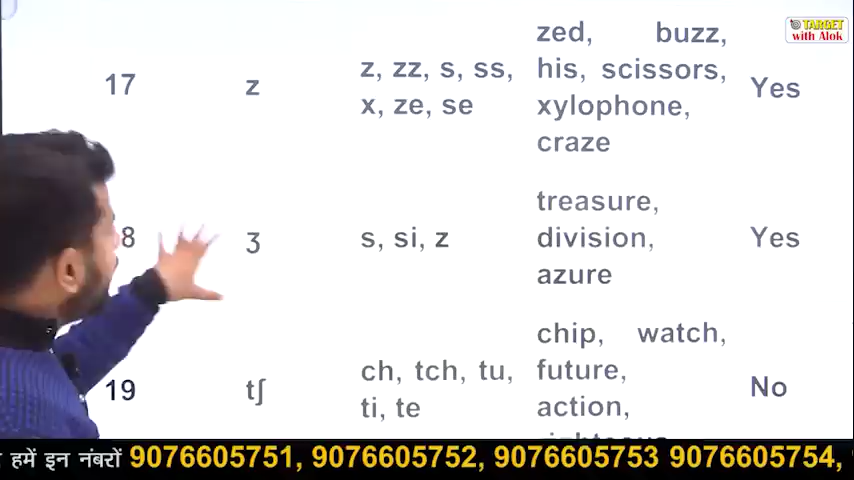 TARGET
with Alok
17 z z, zz, s, ss, x, ze, se zed, buzz, his, scissors, xylophone, craze Yes
8 ʒ s, si, z treasure, division, azure Yes
19 tʃ ch, tch, tu, ti, te chip, watch, future, action, No
हमें इन नंबरों 9076605751, 9076605752, 9076605753 9076605754,